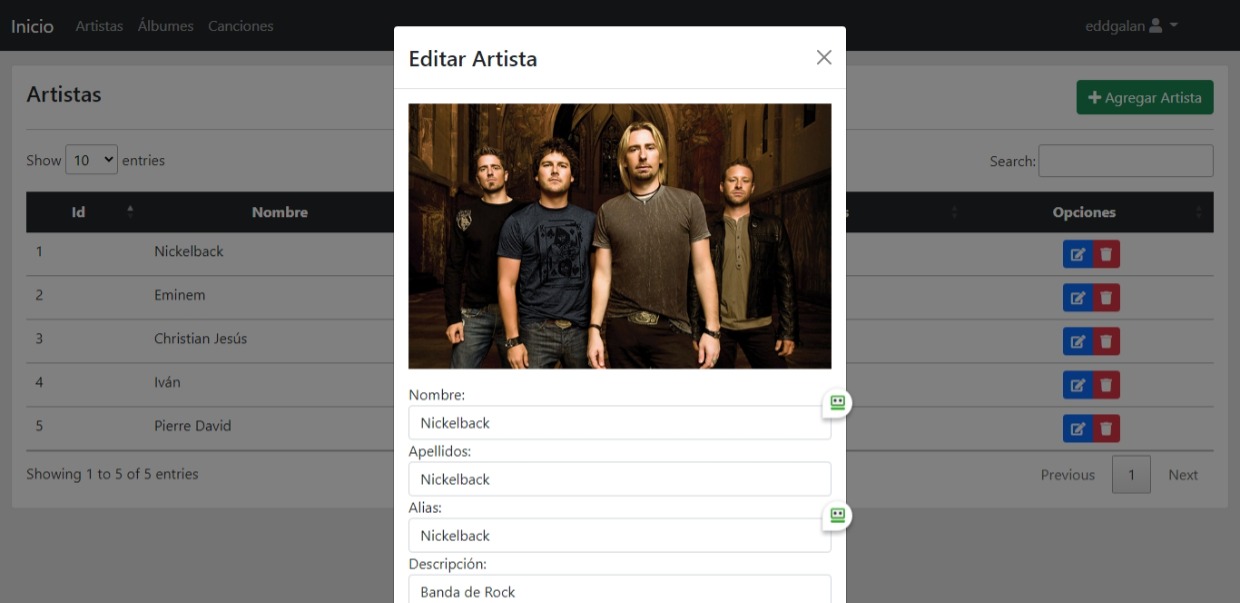 Inicio Artistas Álbumes Canciones eddgalan
Editar Artista
Artistas
Agregar Artista
Show 10 entries Search:
Id Nombre s Opciones
1 Nickelback
2 Eminem
3 Christian Jesús
4 Iván
5 Pierre David
Showing 1 to 5 of 5 entries Previous 1 Next
Nombre:
Nickelback
Apellidos:
Nickelback
Alias:
Nickelback
Descripción:
Banda de Rock